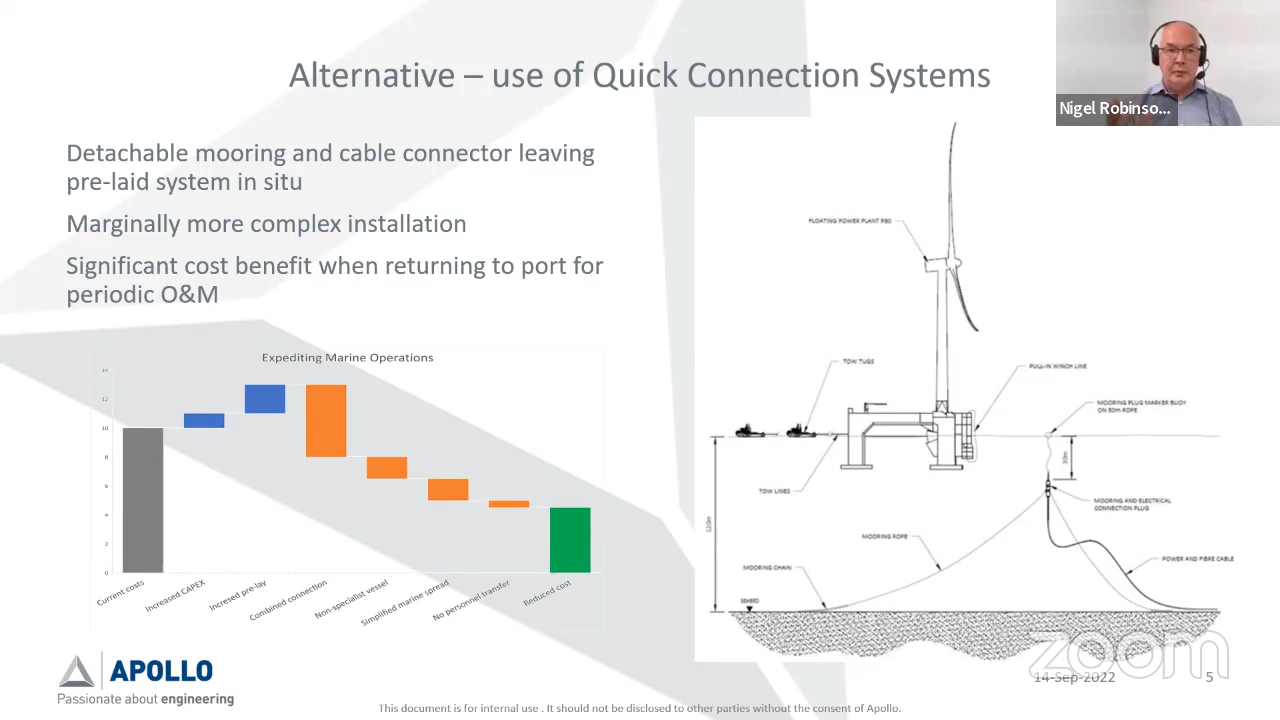 Alternative – use of Quick Connection Systems
Nigel Robinso...
Detachable mooring and cable connector leaving
pre-laid system in situ
Marginally more complex installation
Significant cost benefit when returning to port for
periodic O&M
Expediting Marine Operations
14
12
10
8
6
4
2
0
Current costs
Increased CAPEX
Incresed pre-lay
Combined connection
Non-specialist vessel
Simplified marine spread
No personnel transfer
Reduced cost
FLOATING POWER PLANT P80
TOW TUGS
PULL-IN WINCH LINE
MOORING PLUG MARKER BUOY
ON 50m ROPE
TOW LINES
30m
MOORING AND ELECTRICAL
CONNECTION PLUG
120m
MOORING ROPE
POWER AND FIBRE CABLE
MOORING CHAIN
SEABED
zoom
APOLLO
Passionate about engineering
14-Sep-2022
5
This document is for internal use . It should not be disclosed to other parties without the consent of Apollo.